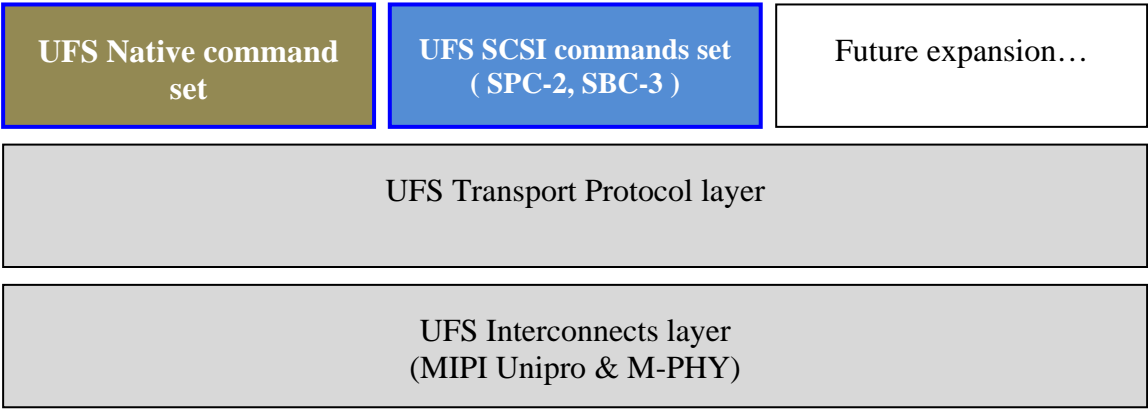 UFS Native command
set
UFS SCSI commands set
( SPC-2, SBC-3 )
Future expansion…
UFS Transport Protocol layer
UFS Interconnects layer
(MIPI Unipro & M-PHY)